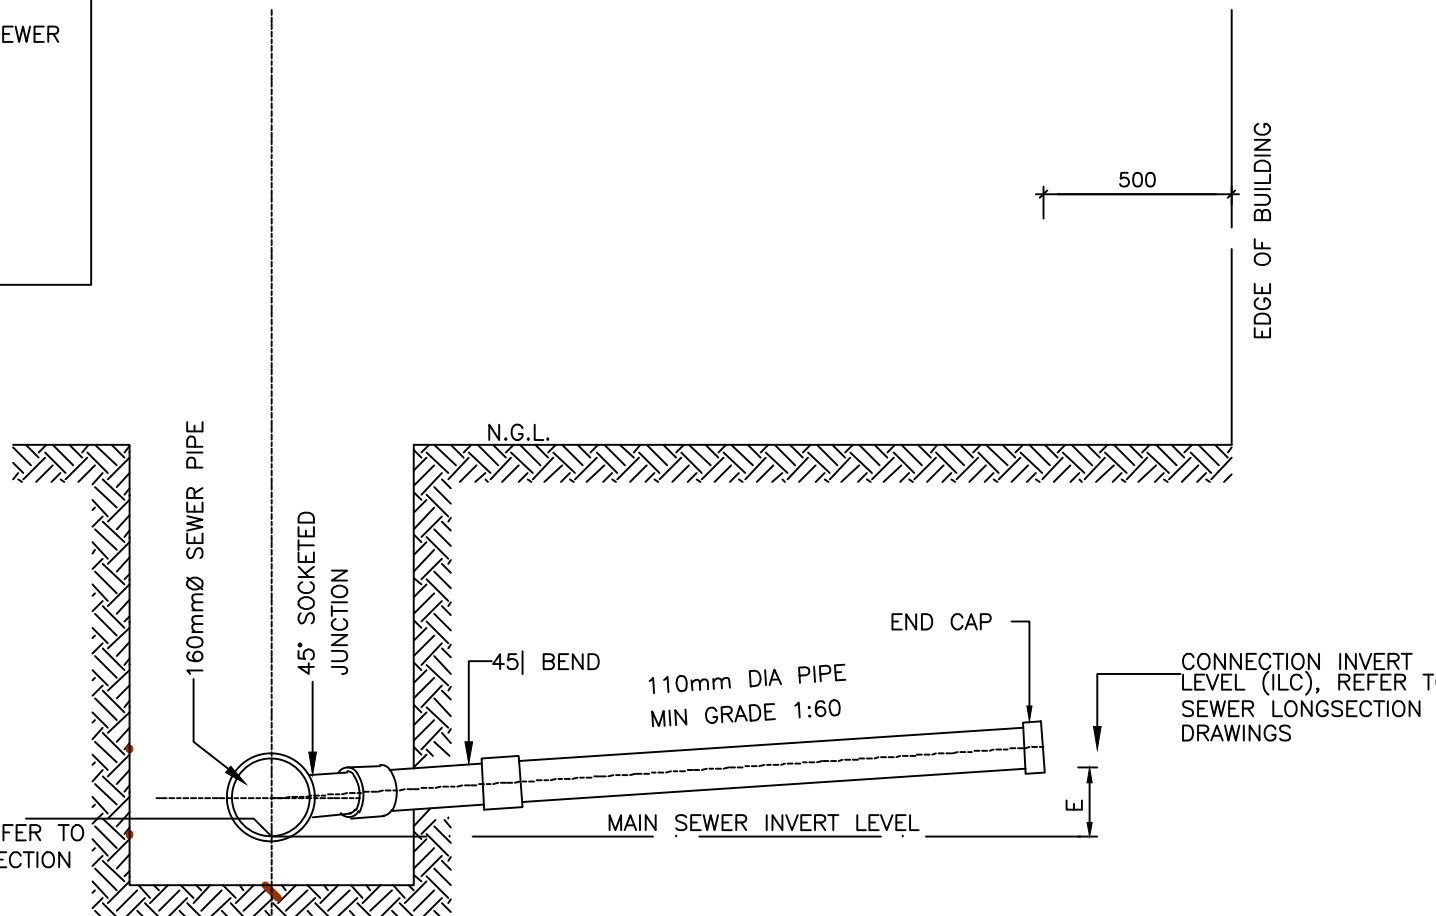 EWER
500
EDGE OF BUILDING
N.G.L.
160mmØ SEWER PIPE
45° SOCKETED
JUNCTION
45| BEND
110mm DIA PIPE
MIN GRADE 1:60
END CAP
CONNECTION INVERT
LEVEL (ILC), REFER T
SEWER LONGSECTION
DRAWINGS
E
MAIN SEWER INVERT LEVEL
FER TO
ECTION